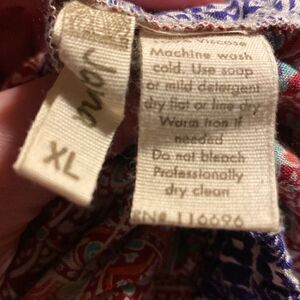 Viscose
Machine wash
cold. Use soap
or mild detergent
dry flat or line dry
Warm iron if
needed
Do not bleach
Professionally
dry clean
RN# 116696
XL